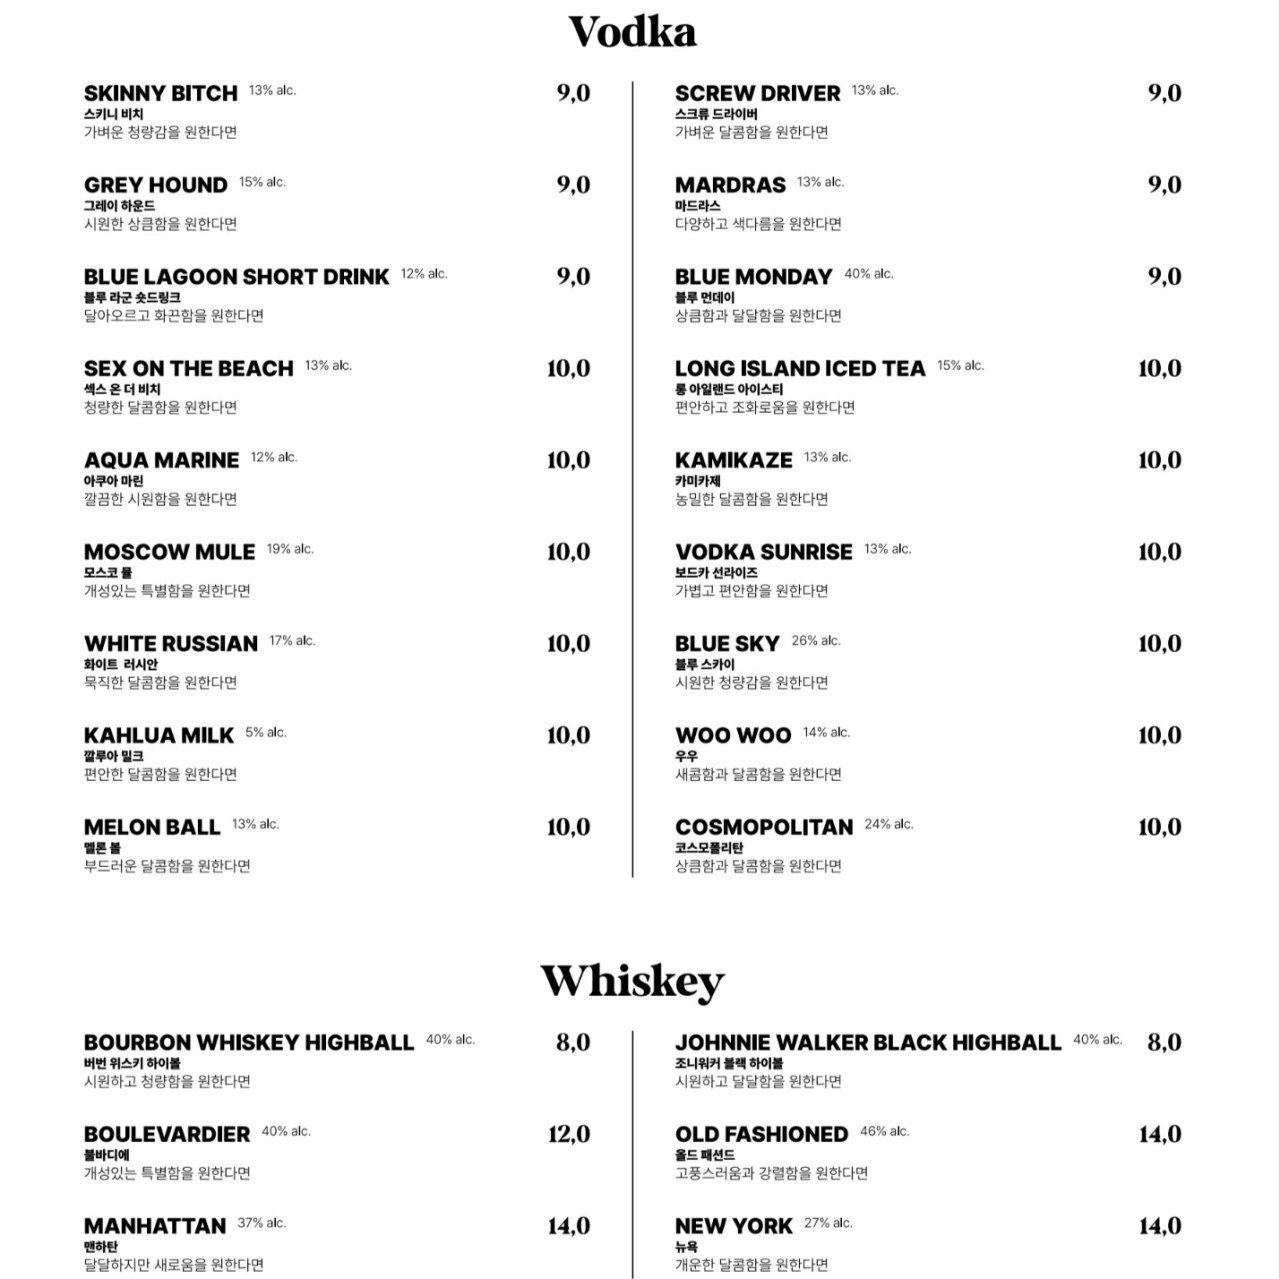 Vodka
SKINNY BITCH 13% alc. 9,0
스키니 비치
가벼운 청량감을 원한다면
GREY HOUND 15% alc. 9,0
그레이 하운드
시원한 상큼함을 원한다면
BLUE LAGOON SHORT DRINK 12% alc. 9,0
블루 라군 숏드링크
달아오르고 화끈함을 원한다면
SEX ON THE BEACH 13% alc. 10,0
섹스 온 더 비치
청량한 달콤함을 원한다면
AQUA MARINE 12% alc. 10,0
아쿠아 마린
깔끔한 시원함을 원한다면
MOSCOW MULE 19% alc. 10,0
모스코 뮬
개성있는 특별함을 원한다면
WHITE RUSSIAN 17% alc. 10,0
화이트 러시안
묵직한 달콤함을 원한다면
KAHLUA MILK 5% alc. 10,0
깔루아 밀크
편안한 달콤함을 원한다면
MELON BALL 13% alc. 10,0
멜론 볼
부드러운 달콤함을 원한다면
SCREW DRIVER 13% alc. 9,0
스크류 드라이버
가벼운 달콤함을 원한다면
MARDRAS 13% alc. 9,0
마드라스
다양하고 색다름을 원한다면
BLUE MONDAY 40% alc. 9,0
블루 먼데이
상큼함과 달달함을 원한다면
LONG ISLAND ICED TEA 15% alc. 10,0
롱 아일랜드 아이스티
편안하고 조화로움을 원한다면
KAMIKAZE 13% alc. 10,0
카미카제
농밀한 달콤함을 원한다면
VODKA SUNRISE 13% alc. 10,0
보드카 선라이즈
가볍고 편안함을 원한다면
BLUE SKY 26% alc. 10,0
블루 스카이
시원한 청량감을 원한다면
WOO WOO 14% alc. 10,0
우우
새콤함과 달콤함을 원한다면
COSMOPOLITAN 24% alc. 10,0
코스모폴리탄
상큼함과 달콤함을 원한다면
Whiskey
BOURBON WHISKEY HIGHBALL 40% alc. 8,0
버번 위스키 하이볼
시원하고 청량함을 원한다면
BOULEVARDIER 40% alc. 12,0
불바디에
개성있는 특별함을 원한다면
MANHATTAN 37% alc. 14,0
맨하탄
달달하지만 새로움을 원한다면
JOHNNIE WALKER BLACK HIGHBALL 40% alc. 8,0
조니워커 블랙 하이볼
시원하고 달달함을 원한다면
OLD FASHIONED 46% alc. 14,0
올드 패션드
고풍스러움과 강렬함을 원한다면
NEW YORK 27% alc. 14,0
뉴욕
개운한 달콤함을 원한다면